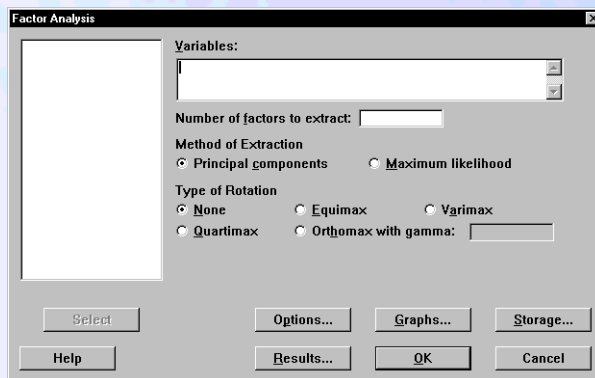 Factor Analysis
Variables:
Number of factors to extract:
Method of Extraction
Principal components Maximum likelihood
Type of Rotation
None Equimax Varimax
Quartimax Orthomax with gamma:
Select Options... Graphs... Storage...
Help Results... OK Cancel